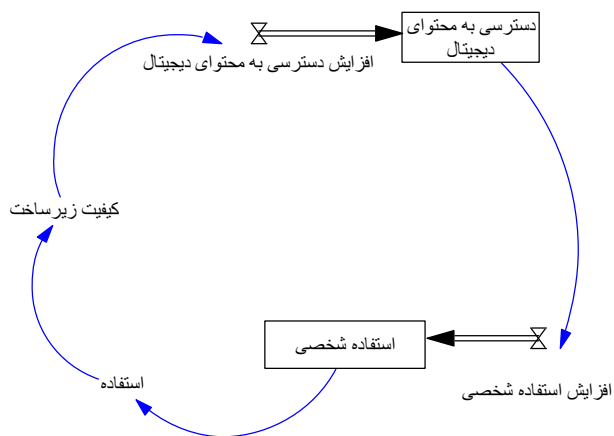 دسترسی به محتوای
دیجیتال
افزایش دسترسی به محتوای دیجیتال
کیفیت زیرساخت
استفاده شخصی
استفاده
افزایش استفاده شخصی